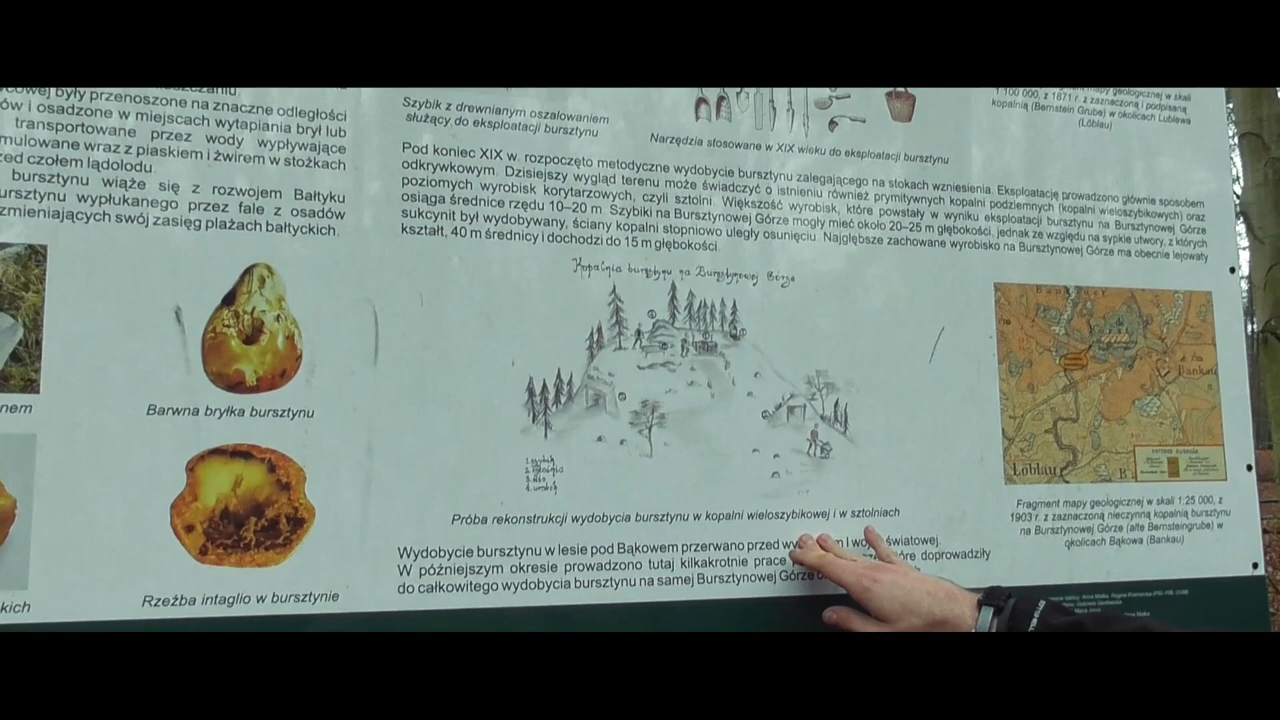 cowej były przenoszone na znaczne odległości
ów i osadzone w miejscach wytapiania brył lub
transportowane przez wody wypływające
mulowane wraz z piaskiem i żwirem w stożkach
zed czołem lądolodu.
bursztynu wiąże się z rozwojem Bałtyku
ursztynu wypłukanego przez fale z osadów
zmieniających swój zasięg plażach bałtyckich.
nem
Barwna bryłka bursztynu
kich
Rzeźba intaglio w bursztynie
Szybik z drewnianym oszalowaniem
służący do eksploatacji bursztynu
Narzędzia stosowane w XIX wieku do eksploatacji bursztynu
mapy geologicznej w skali
1:100 000, z 1871 r. z zaznaczoną i podpisaną
kopalnią (Bernstein Grube) w okolicach Lublewa
(Löblau)
Pod koniec XIX w. rozpoczęto metodyczne wydobycie bursztynu zalegającego na stokach wzniesienia. Eksploatację prowadzono głównie sposobem
odkrywkowym. Dzisiejszy wygląd terenu może świadczyć o istnieniu również prymitywnych kopalni podziemnych (kopalni wieloszybikowych) oraz
poziomych wyrobisk korytarzowych, czyli sztolni. Większość wyrobisk, które powstały w wyniku eksploatacji bursztynu na Bursztynowej Górze
osiąga średnice rzędu 10–20 m. Szybiki na Bursztynowej Górze mogły mieć około 20–25 m głębokości, jednak ze względu na sypkie utwory, z których
sukcynit był wydobywany, ściany kopalni stopniowo uległy osunięciu. Najgłębsze zachowane wyrobisko na Bursztynowej Górze ma obecnie lejowaty
kształt, 40 m średnicy i dochodzi do 15 m głębokości.
Kopalnia bursztynu na Bursztynowej Górze
1. szybik
Bankau
Löblau
Próba rekonstrukcji wydobycia bursztynu w kopalni wieloszybikowej i w sztolniach
Fragment mapy geologicznej w skali 1:25 000, z
1903 r. z zaznaczoną nieczynną kopalnią bursztynu
na Bursztynowej Górze (alte Bernsteingrube) w
okolicach Bąkowa (Bankau)
Wydobycie bursztynu w lesie pod Bąkowem przerwano przed I światowej.
W późniejszym okresie prowadzono tutaj kilkakrotnie prace doprowadziły
do całkowitego wydobycia bursztynu na samej Bursztynowej Górze